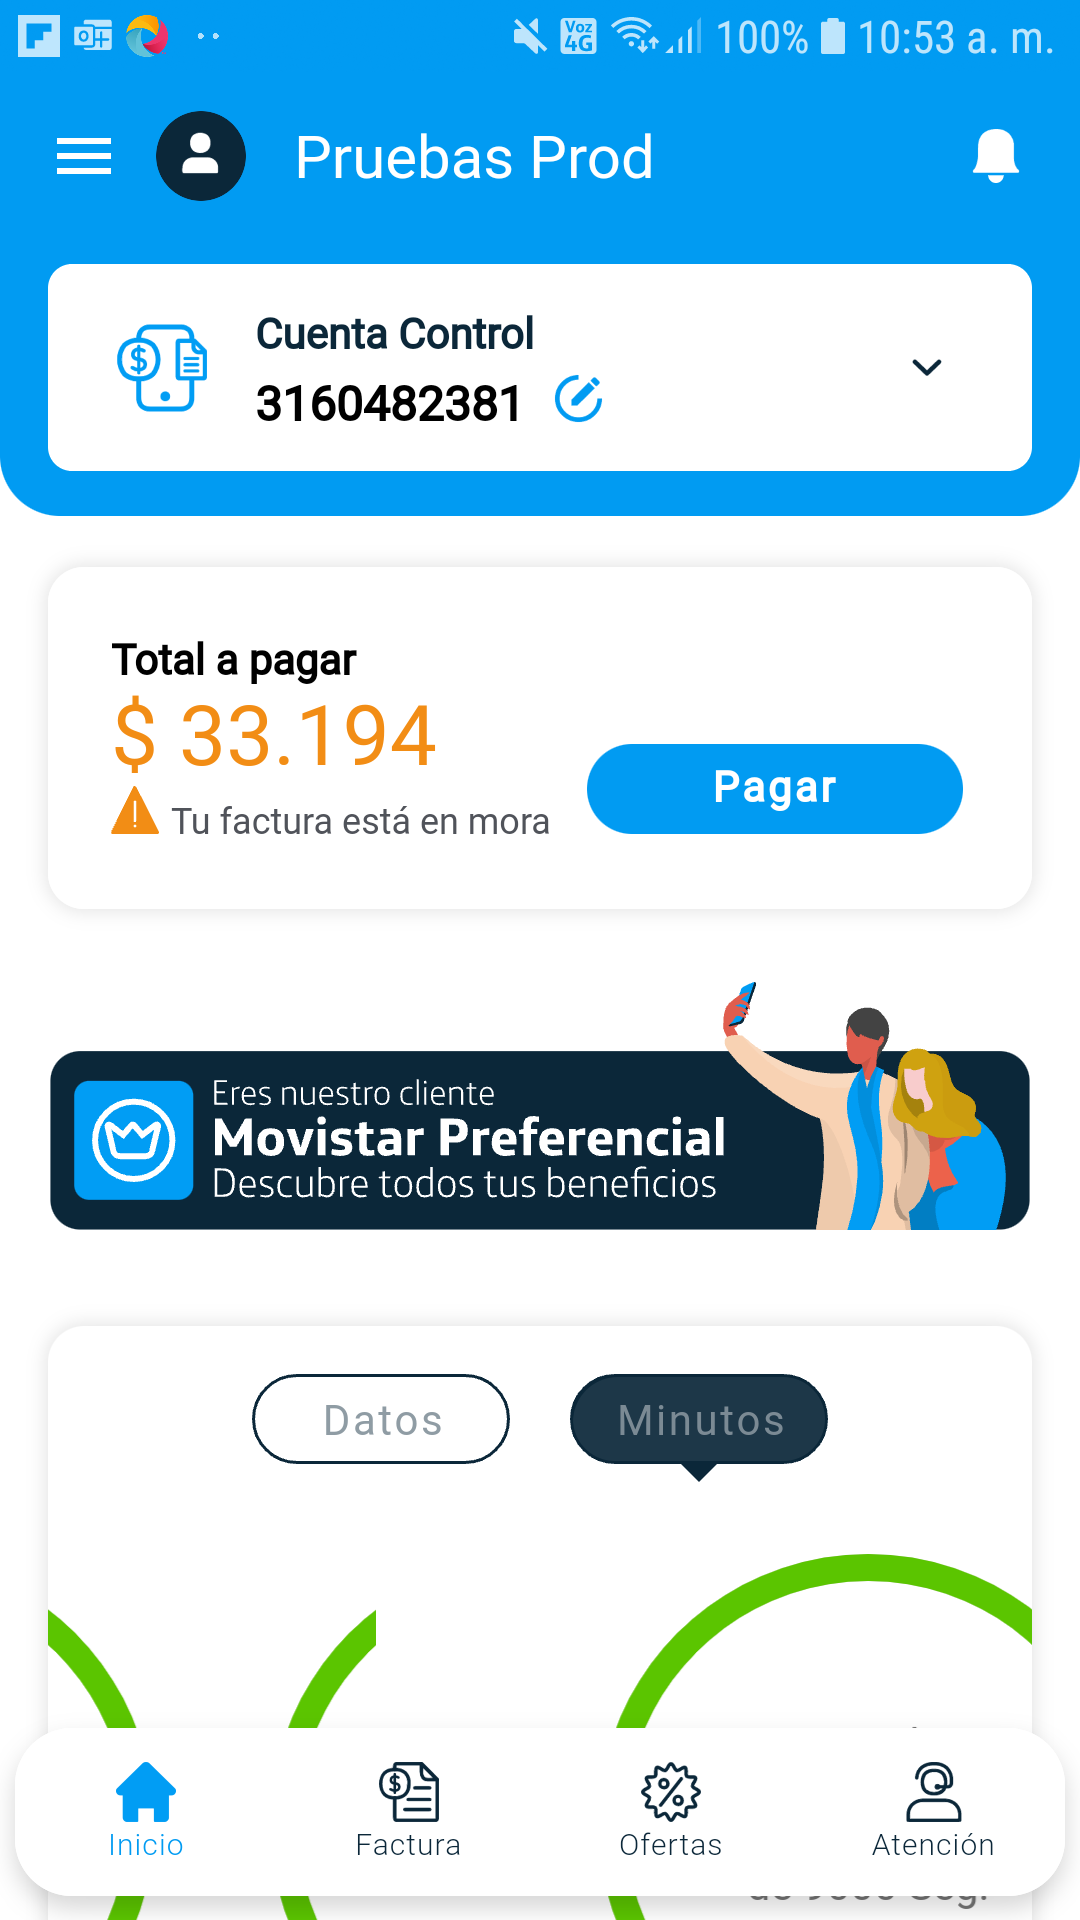 Voz 4G 100% 10:53 a. m.
Pruebas Prod
Cuenta Control
3160482381
Total a pagar
$ 33.194
Tu factura está en mora
Pagar
Eres nuestro cliente
Movistar Preferencial
Descubre todos tus beneficios
Datos
Minutos
Inicio
Factura
Ofertas
Atención